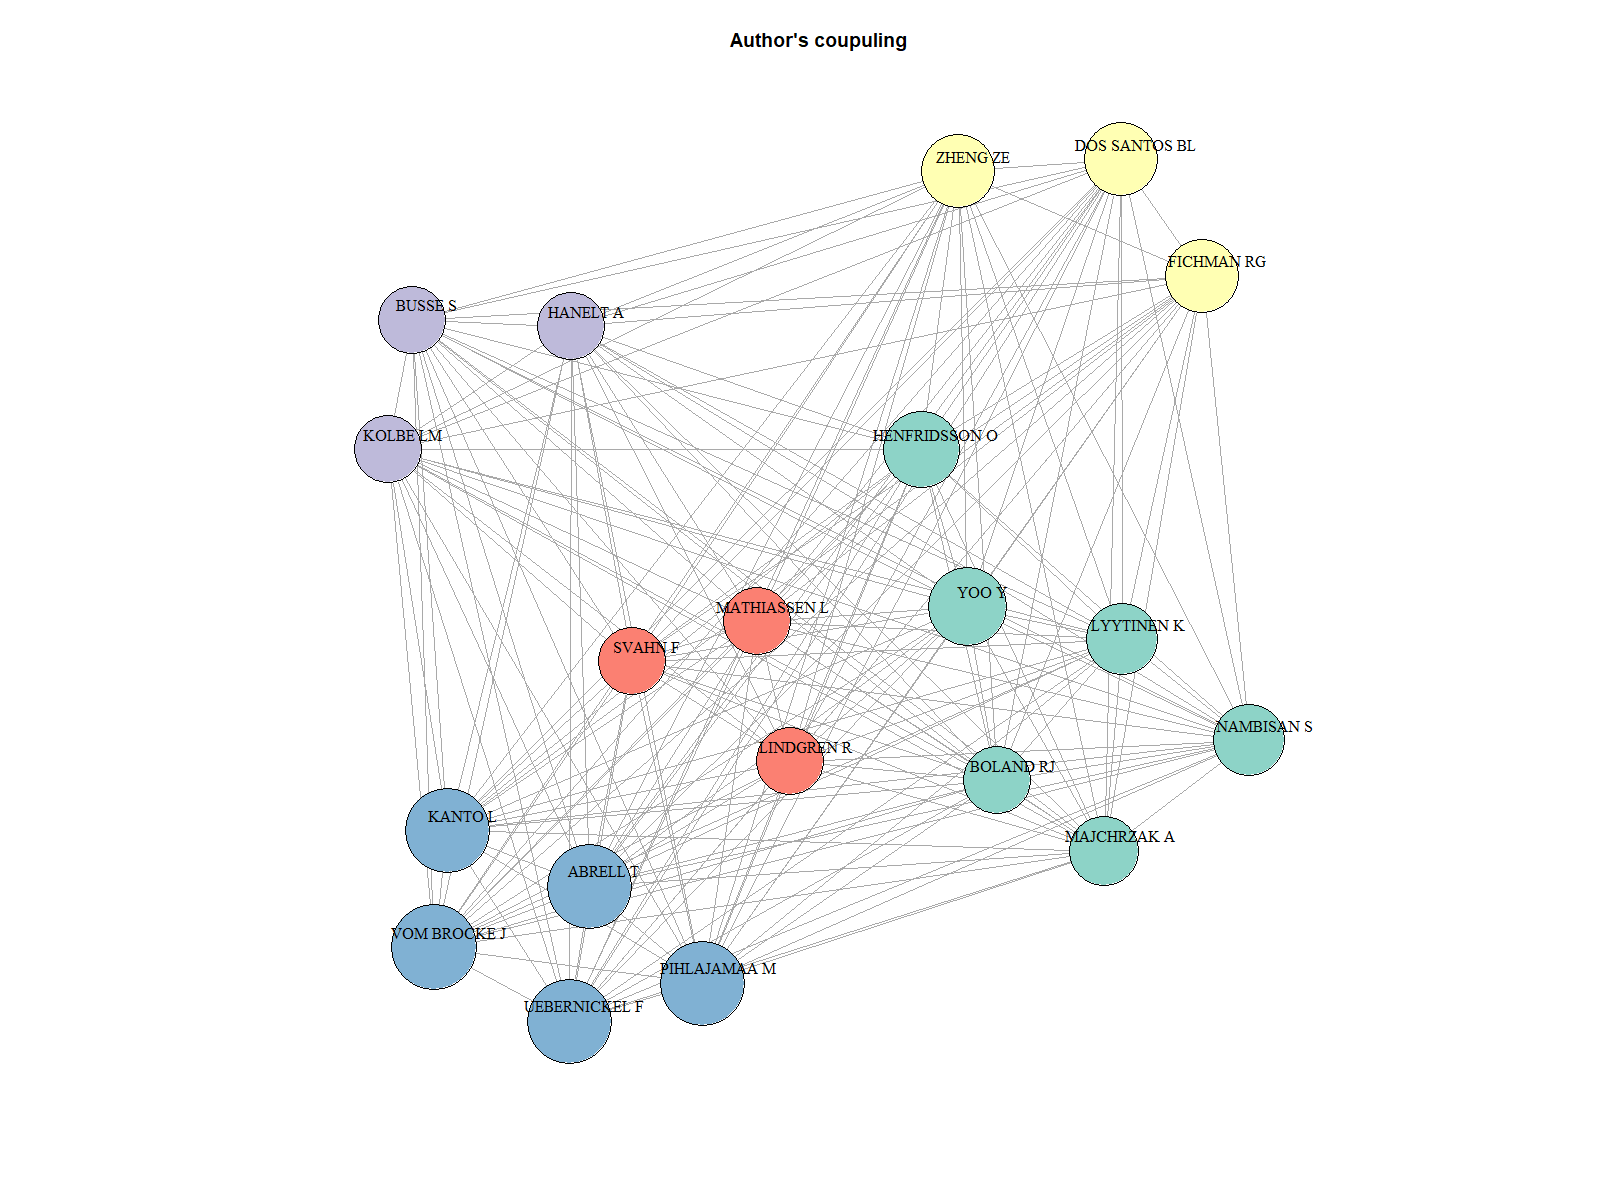 Author's coupuling
DOS SANTOS BL
ZHENG ZE
FICHMAN RG
BUSSE S
HANELT A
KOLBE LM
HENFRIDSSON O
YOO Y
MATHIASSEN L
LYYTINEN K
SVAHN F
NAMBISAN S
LINDGREN R
BOLAND RJ
KANTO L
MAJCHRZAK A
ABRELL T
VOM BROCKE J
PIHLAJAMAA M
UEBERNICKEL F